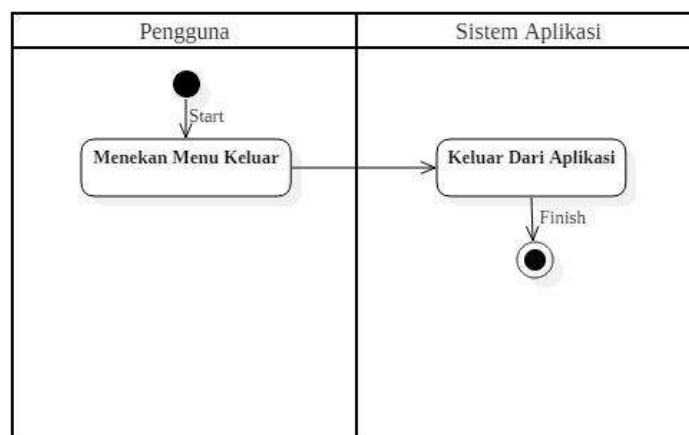 Pengguna
Sistem Aplikasi
Start
Menekan Menu Keluar
Keluar Dari Aplikasi
Finish